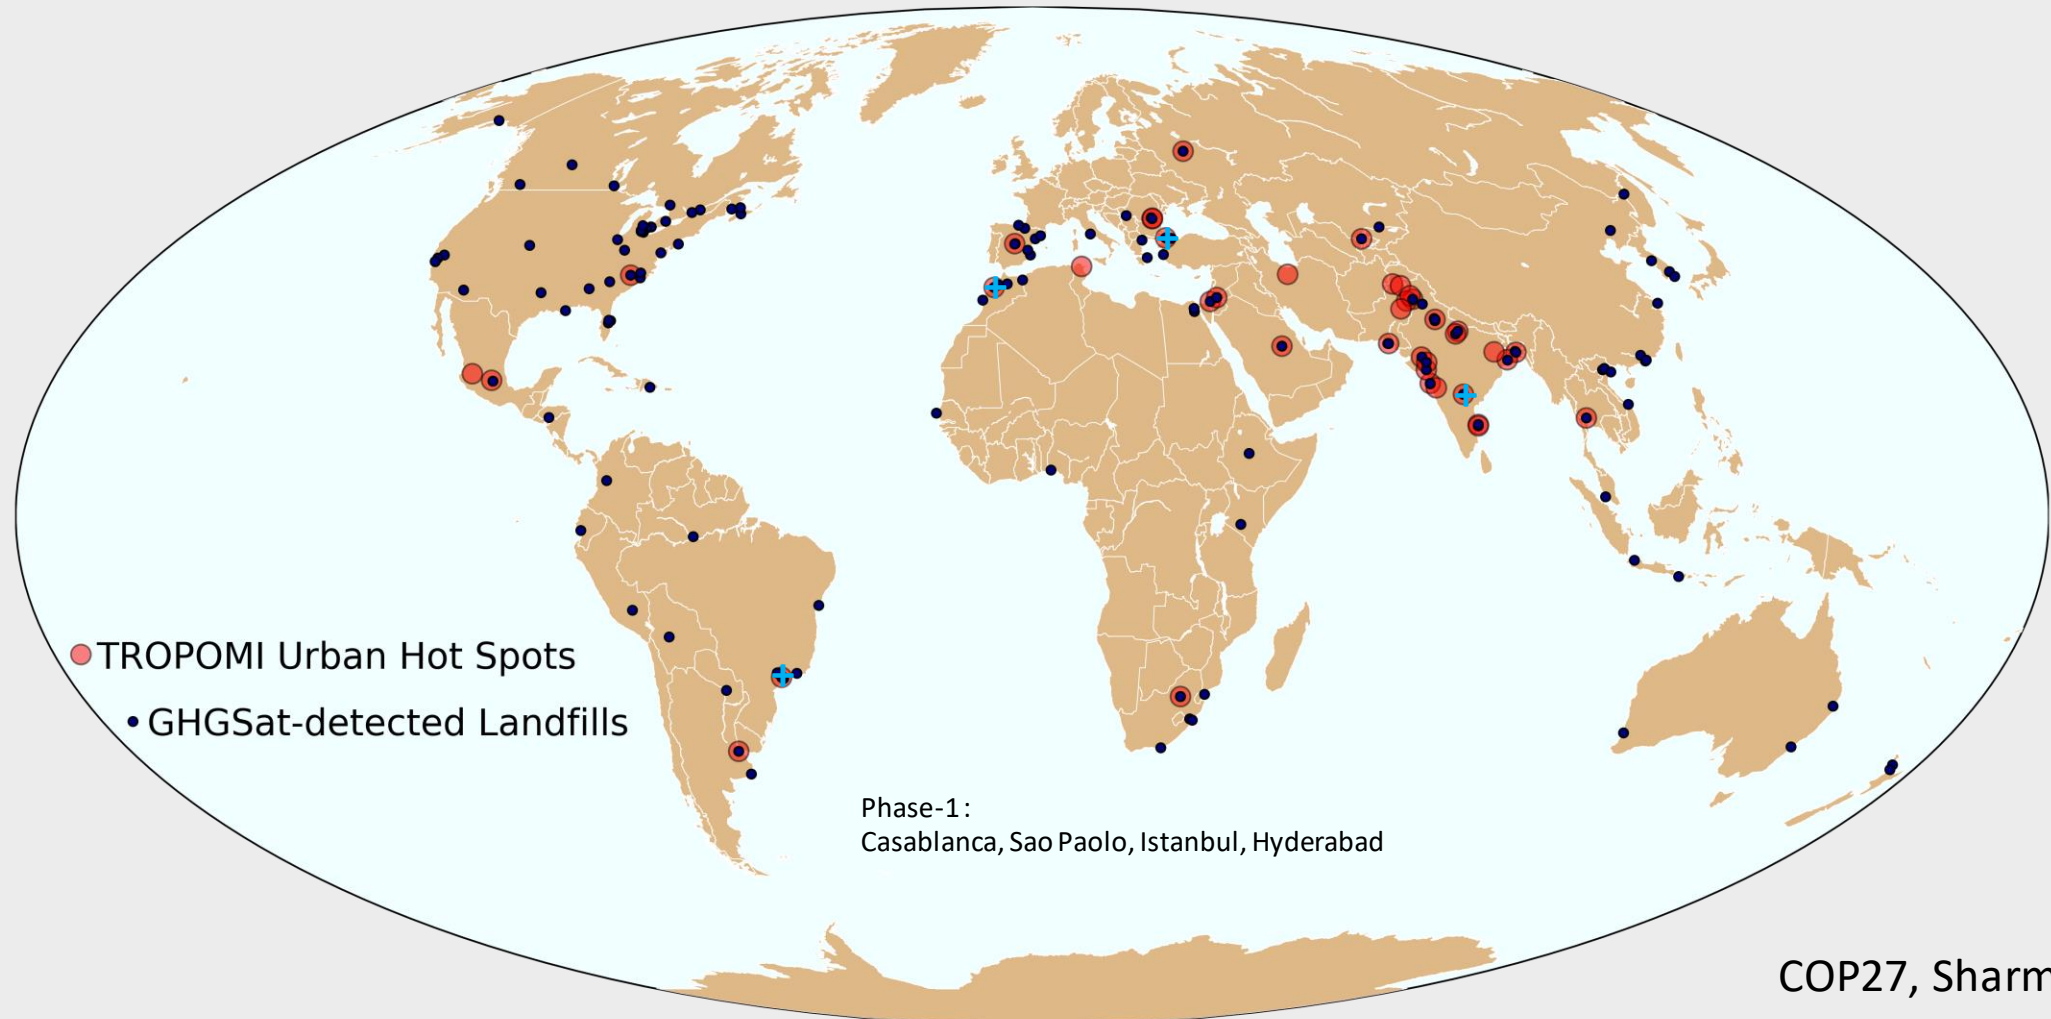 TROPOMI Urban Hot Spots
GHGSat-detected Landfills
Phase-1:
Casablanca, Sao Paolo, Istanbul, Hyderabad
COP27, Sharm